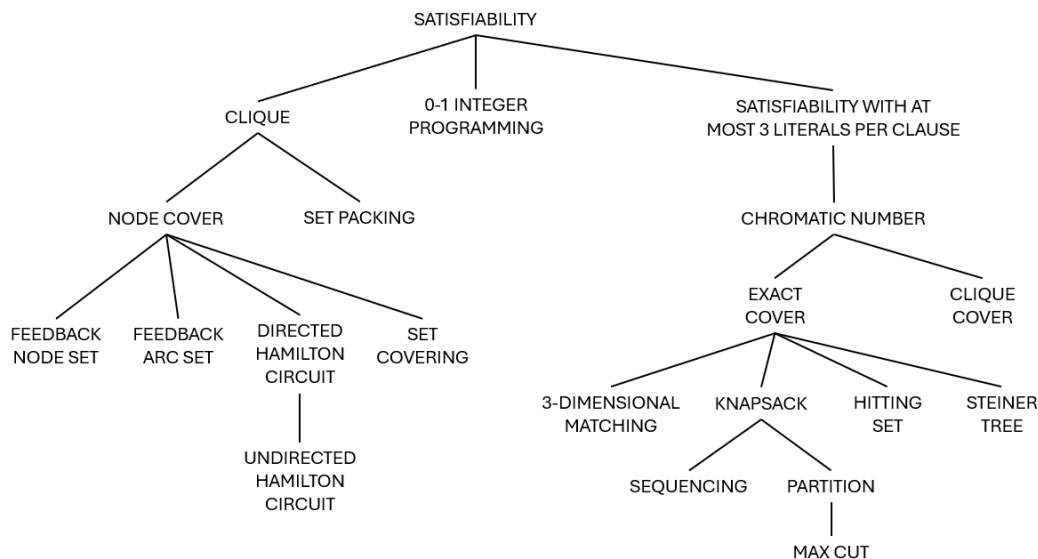 SATISFIABILITY
CLIQUE
0-1 INTEGER
PROGRAMMING
SATISFIABILITY WITH AT
MOST 3 LITERALS PER CLAUSE
NODE COVER
SET PACKING
CHROMATIC NUMBER
FEEDBACK
NODE SET
FEEDBACK
ARC SET
DIRECTED
HAMILTON
CIRCUIT
SET
COVERING
EXACT
COVER
CLIQUE
COVER
3-DIMENSIONAL
MATCHING
KNAPSACK
HITTING
SET
STEINER
TREE
UNDIRECTED
HAMILTON
CIRCUIT
SEQUENCING
PARTITION
MAX CUT